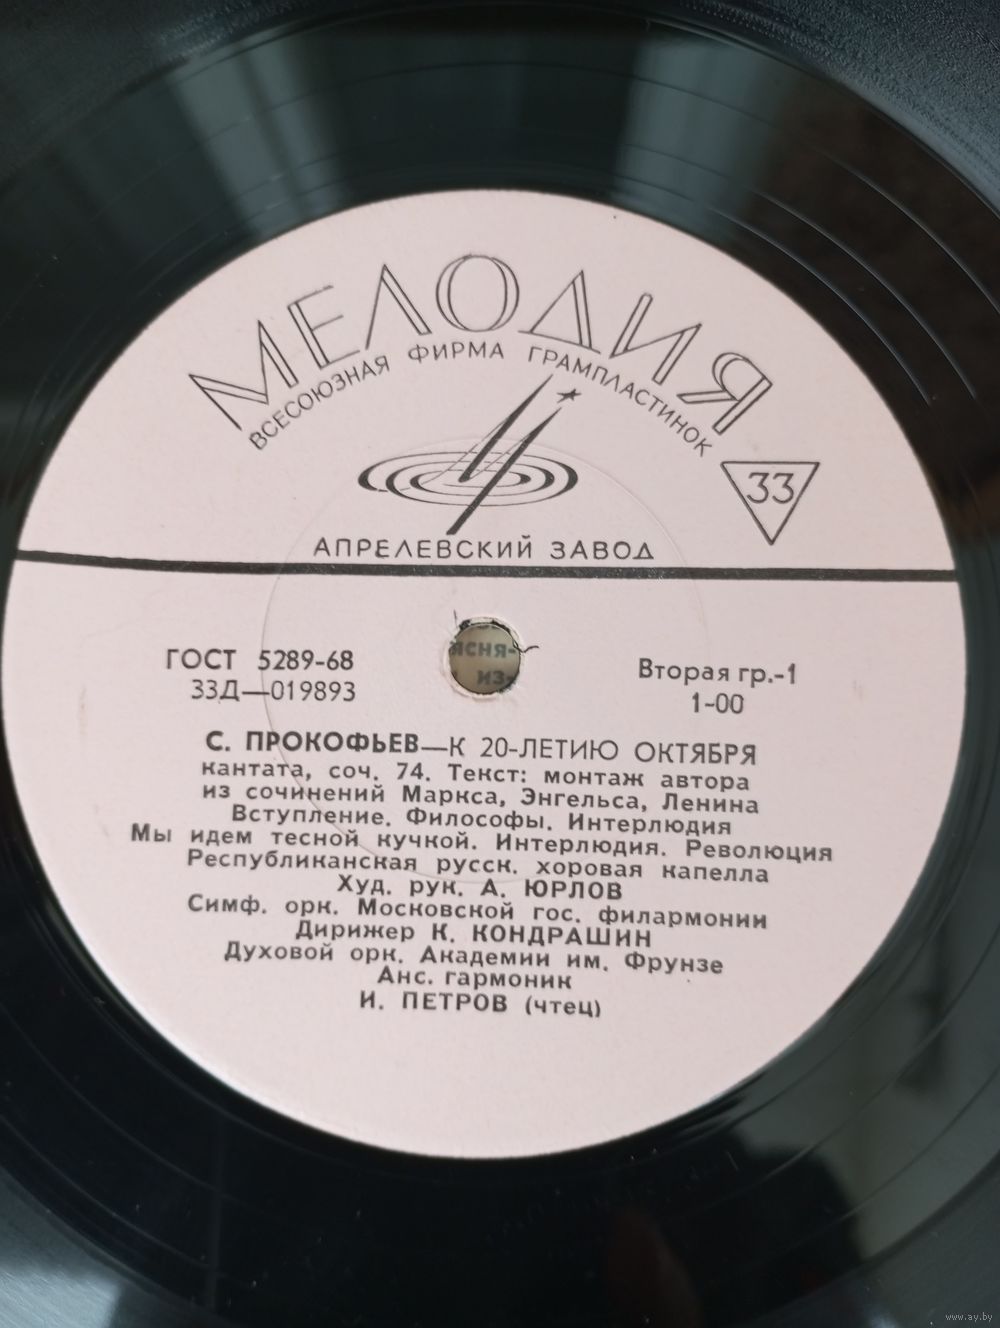 МЕЛОДИЯ
ВСЕСОЮЗНАЯ ФИРМА ГРАМПЛАСТИНОК
33
АПРЕЛЕВСКИЙ ЗАВОД
ГОСТ 5289-68
33Д—019893
Вторая гр.-1
1-00
С. ПРОКОФЬЕВ—К 20-ЛЕТИЮ ОКТЯБРЯ
кантата, соч. 74. Текст: монтаж автора
из сочинений Маркса, Энгельса, Ленина
Вступление. Философы. Интерлюдия
Мы идем тесной кучкой. Интерлюдия. Революция
Республиканская русск. хоровая капелла
Худ. рук. А. ЮРЛОВ
Симф. орк. Московской гос. филармонии
Дирижер К. КОНДРАШИН
Духовой орк. Академии им. Фрунзе
Анс. гармоник
И. ПЕТРОВ (чтец)
www.ay.by